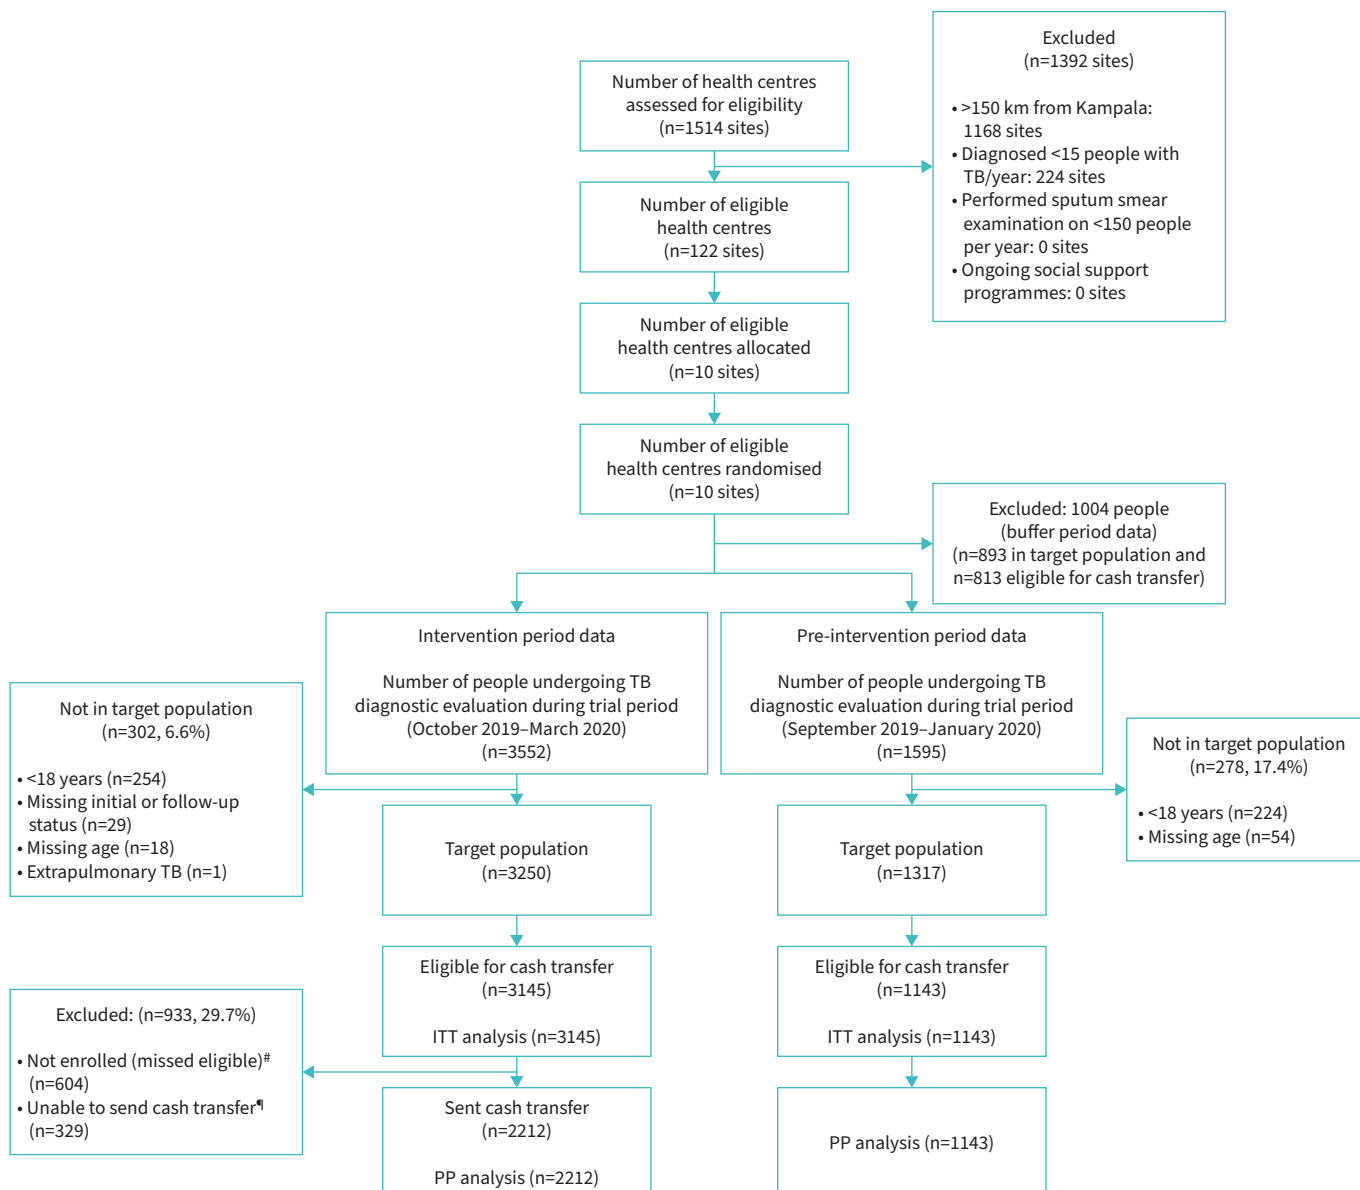 Number of health centres
assessed for eligibility
(n=1514 sites)
Excluded
(n=1392 sites)
• >150 km from Kampala:
1168 sites
• Diagnosed <15 people with
TB/year: 224 sites
• Performed sputum smear
examination on <150 people
per year: 0 sites
• Ongoing social support
programmes: 0 sites
Number of eligible
health centres
(n=122 sites)
Number of eligible
health centres allocated
(n=10 sites)
Number of eligible
health centres randomised
(n=10 sites)
Excluded: 1004 people
(buffer period data)
(n=893 in target population and
n=813 eligible for cash transfer)
Intervention period data
Number of people undergoing TB
diagnostic evaluation during trial period
(October 2019–March 2020)
(n=3552)
Pre-intervention period data
Number of people undergoing TB
diagnostic evaluation during trial period
(September 2019–January 2020)
(n=1595)
Not in target population
(n=302, 6.6%)
• <18 years (n=254)
• Missing initial or follow-up
status (n=29)
• Missing age (n=18)
• Extrapulmonary TB (n=1)
Not in target population
(n=278, 17.4%)
• <18 years (n=224)
• Missing age (n=54)
Target population
(n=3250)
Target population
(n=1317)
Eligible for cash transfer
(n=3145)
ITT analysis (n=3145)
Eligible for cash transfer
(n=1143)
ITT analysis (n=1143)
Excluded: (n=933, 29.7%)
• Not enrolled (missed eligible)#
(n=604)
• Unable to send cash transfer¶
(n=329)
Sent cash transfer
(n=2212)
PP analysis (n=2212)
PP analysis (n=1143)